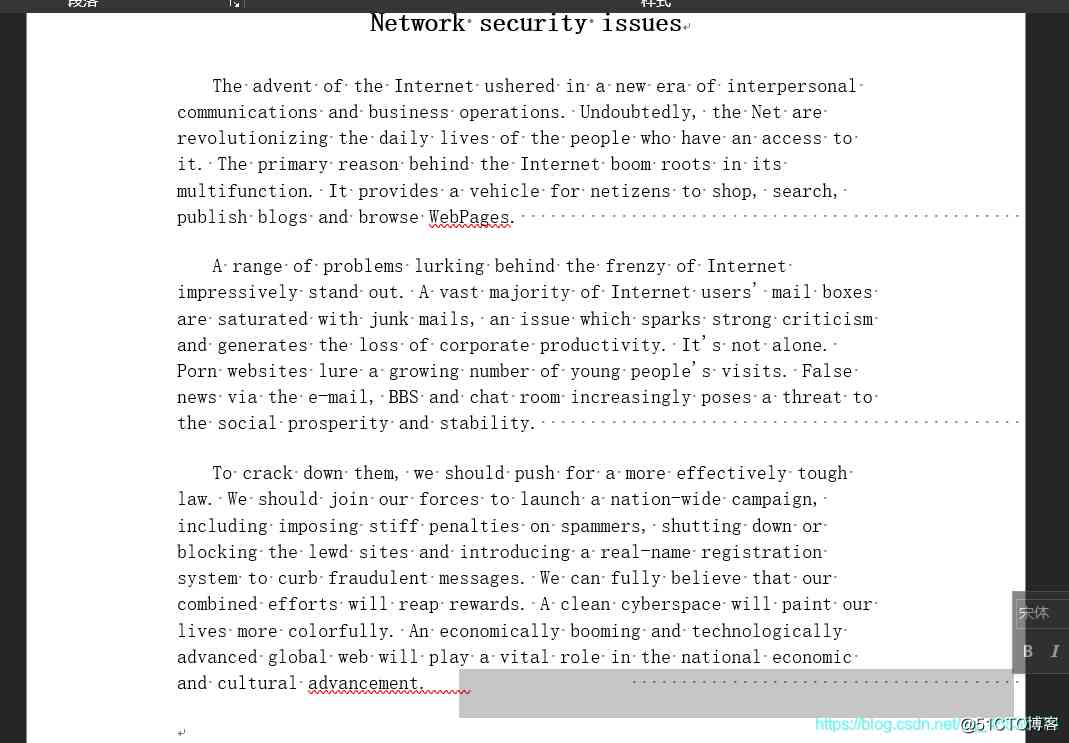 段落
样式
Network security issues
The advent of the Internet ushered in a new era of interpersonal
communications and business operations. Undoubtedly, the Net are
revolutionizing the daily lives of the people who have an access to
it. The primary reason behind the Internet boom roots in its
multifunction. It provides a vehicle for netizens to shop, search,
publish blogs and browse WebPages.
A range of problems lurking behind the frenzy of Internet
impressively stand out. A vast majority of Internet users' mail boxes
are saturated with junk mails, an issue which sparks strong criticism
and generates the loss of corporate productivity. It's not alone.
Porn websites lure a growing number of young people's visits. False
news via the e-mail, BBS and chat room increasingly poses a threat to
the social prosperity and stability.
To crack down them, we should push for a more effectively tough
law. We should join our forces to launch a nation-wide campaign,
including imposing stiff penalties on spammers, shutting down or
blocking the lewd sites and introducing a real-name registration
system to curb fraudulent messages. We can fully believe that our
combined efforts will reap rewards. A clean cyberspace will paint our
宋体
lives more colorfully. An economically booming and technologically
B I
advanced global web will play a vital role in the national economic
and cultural advancement.
https://blog.csdn.net/
@51CTO博客